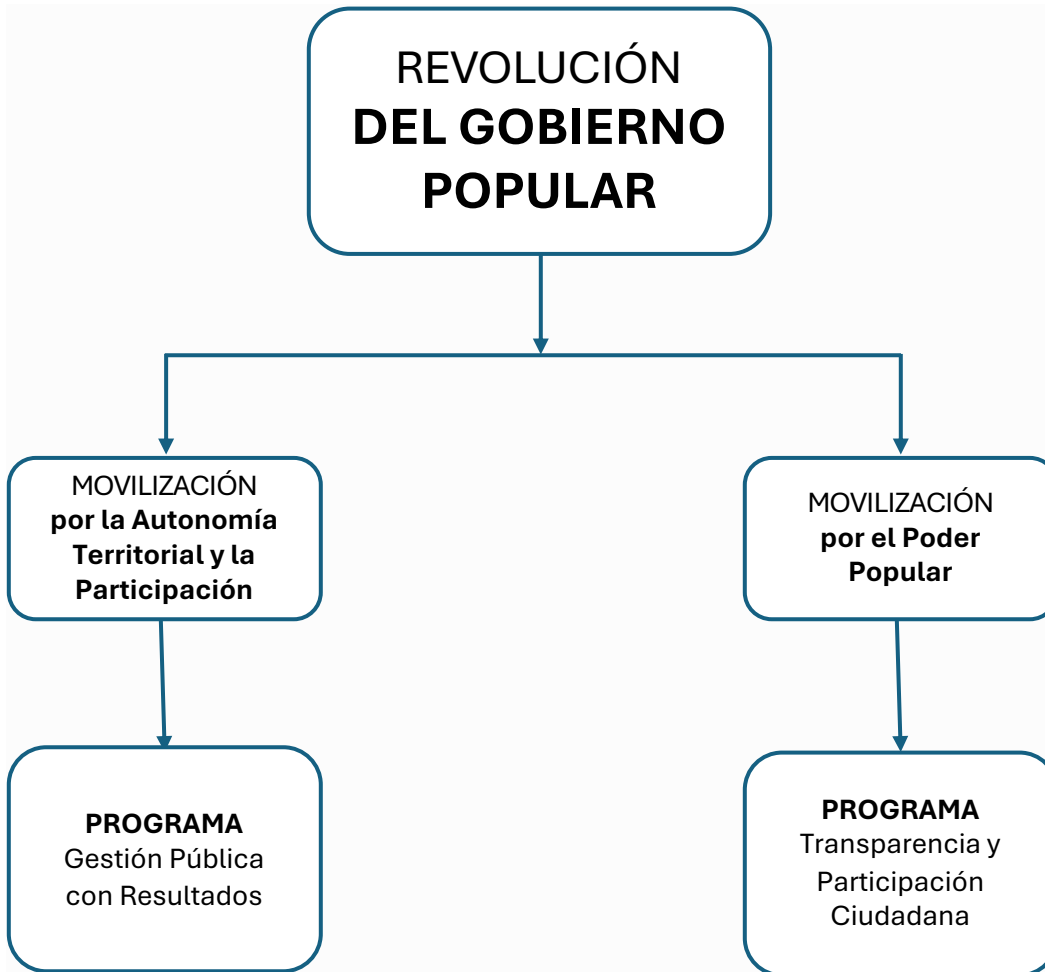 REVOLUCIÓN
DEL GOBIERNO
POPULAR
MOVILIZACIÓN
por la Autonomía
Territorial y la
Participación
MOVILIZACIÓN
por el Poder
Popular
PROGRAMA
Gestión Pública
con Resultados
PROGRAMA
Transparencia y
Participación
Ciudadana